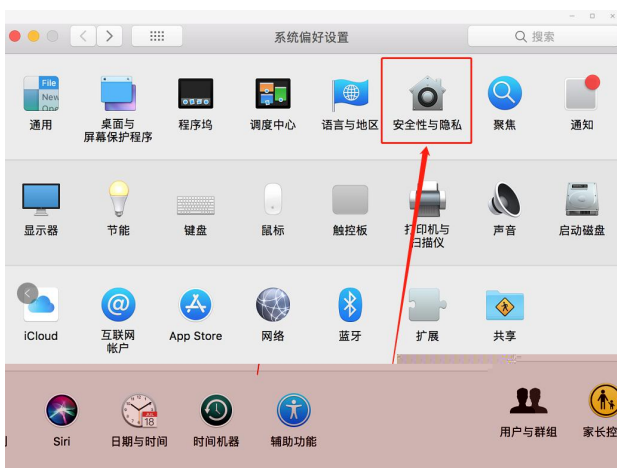 系统偏好设置
搜索
File
New
通用
桌面与
屏幕保护程序
程序坞
调度中心
语言与地区
安全性与隐私
聚焦
通知
显示器
节能
键盘
鼠标
触控板
打印机与
扫描仪
声音
启动磁盘
iCloud
互联网
帐户
App Store
网络
蓝牙
扩展
共享
Siri
18
日期与时间
时间机器
辅助功能
用户与群组
家长控